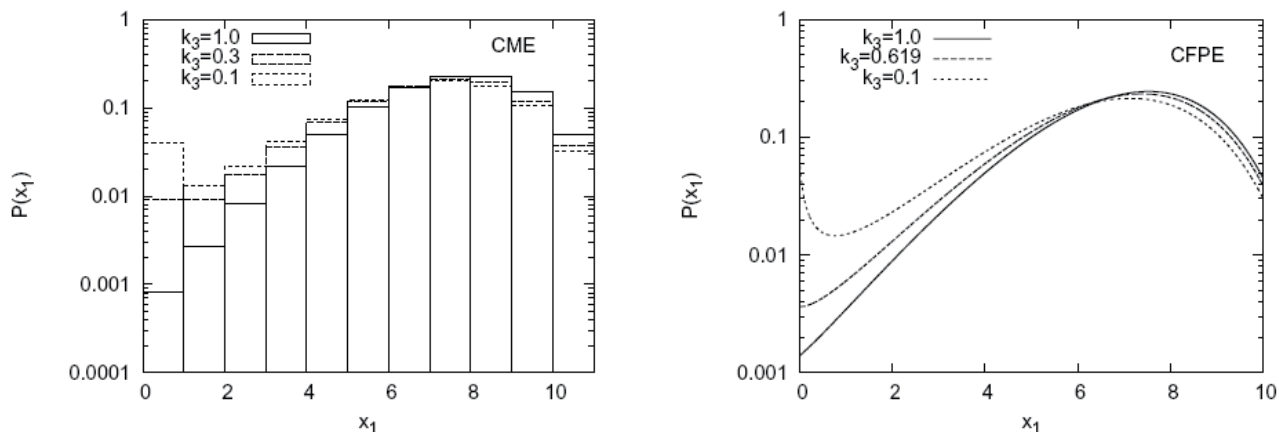 1
0.1
0.01
0.001
0.0001
P(x1)
k3=1.0
k3=0.3
k3=0.1
CME
0 2 4 6 8 10
x1
1
0.1
0.01
0.001
P(x1)
k3=1.0
k3=0.619
k3=0.1
CFPE
0 2 4 6 8 10
x1